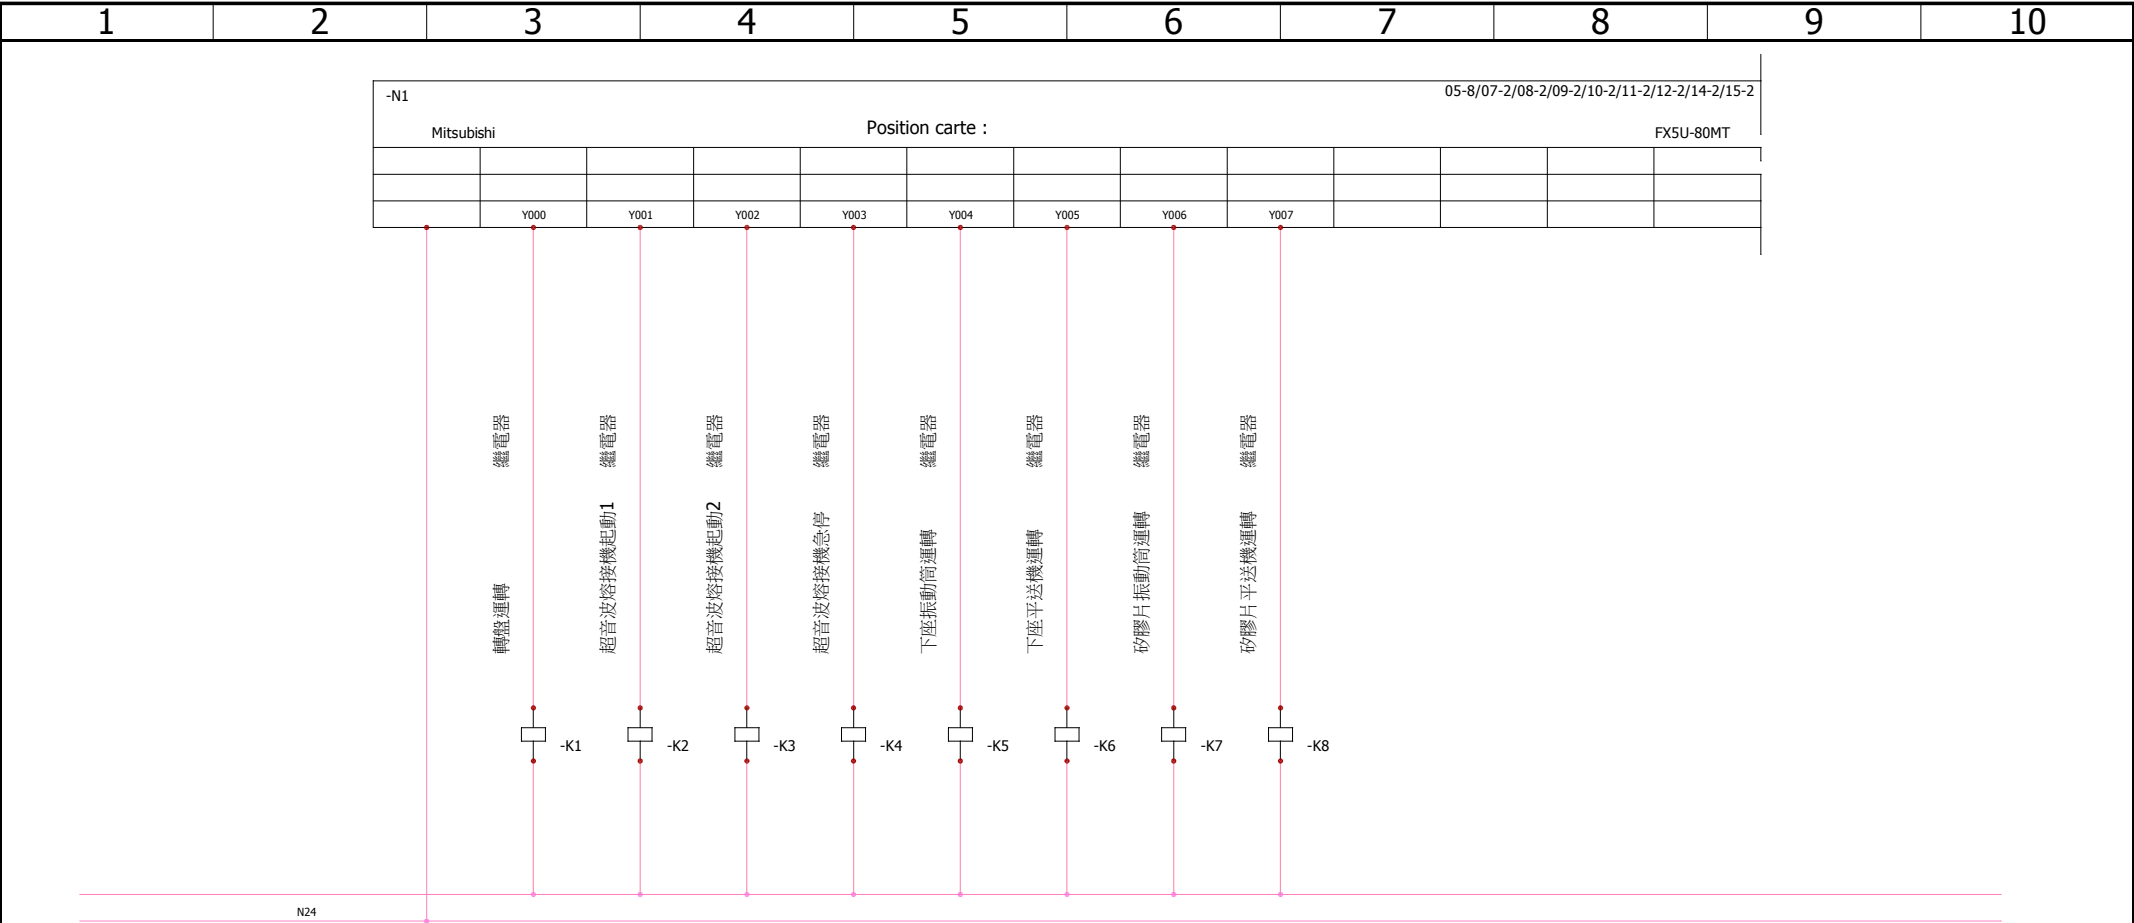 1 2 3 4 5 6 7 8 9 10
-N1 05-8/07-2/08-2/09-2/10-2/11-2/12-2/14-2/15-2
Mitsubishi Position carte : FX5U-80MT
Y000 Y001 Y002 Y003 Y004 Y005 Y006 Y007
轉盤運轉 繼電器
超音波熔接機起動1 繼電器
超音波熔接機起動2 繼電器
超音波熔接機急停 繼電器
下座振動筒運轉 繼電器
下座平送機運轉 繼電器
矽膠片振動筒運轉 繼電器
矽膠片平送機運轉 繼電器
-K1 -K2 -K3 -K4 -K5 -K6 -K7 -K8
N24